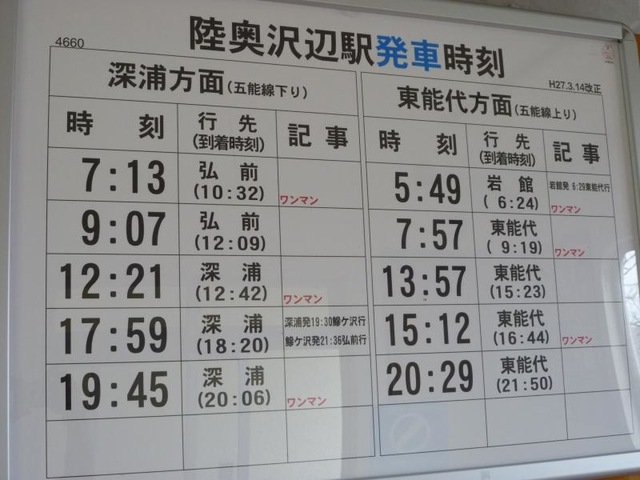 4660
陸奥沢辺駅発車時刻
H27.3.14改正
深浦方面(五能線下り)
時刻 行先(到着時刻) 記事
7:13 弘前(10:32) ワンマン
9:07 弘前(12:09)
12:21 深浦(12:42) ワンマン
17:59 深浦(18:20) 深浦発19:30鰺ケ沢行 鰺ケ沢発21:36弘前行
19:45 深浦(20:06) ワンマン
東能代方面(五能線上り)
時刻 行先(到着時刻) 記事
5:49 岩館(6:24) 岩館発 6:29東能代行 ワンマン
7:57 東能代(9:19) ワンマン
13:57 東能代(15:23)
15:12 東能代(16:44) ワンマン
20:29 東能代(21:50)